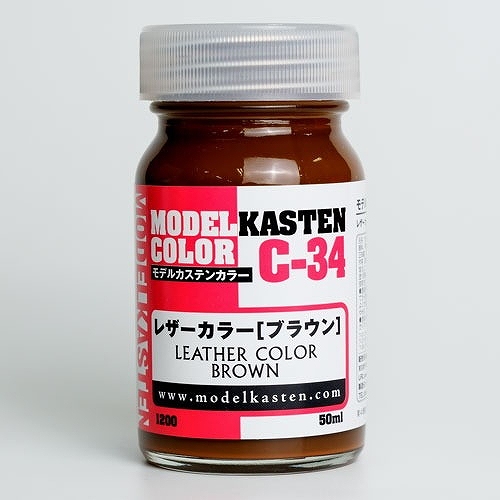 MODELKASTEN
MODEL KASTEN
COLOR C-34
モデルカステンカラー
レザーカラー[ブラウン]
LEATHER COLOR
BROWN
www.modelkasten.com
1200 50ml